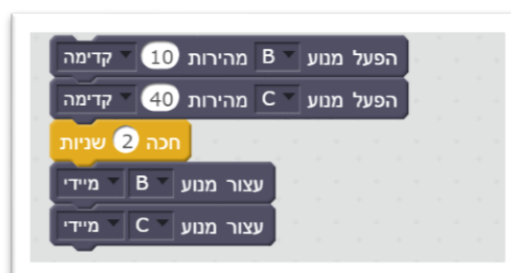 הפעל מנוע B מהירות 10 קדימה
הפעל מנוע C מהירות 40 קדימה
חכה 2 שניות
עצור מנוע B מיידי
עצור מנוע C מיידי